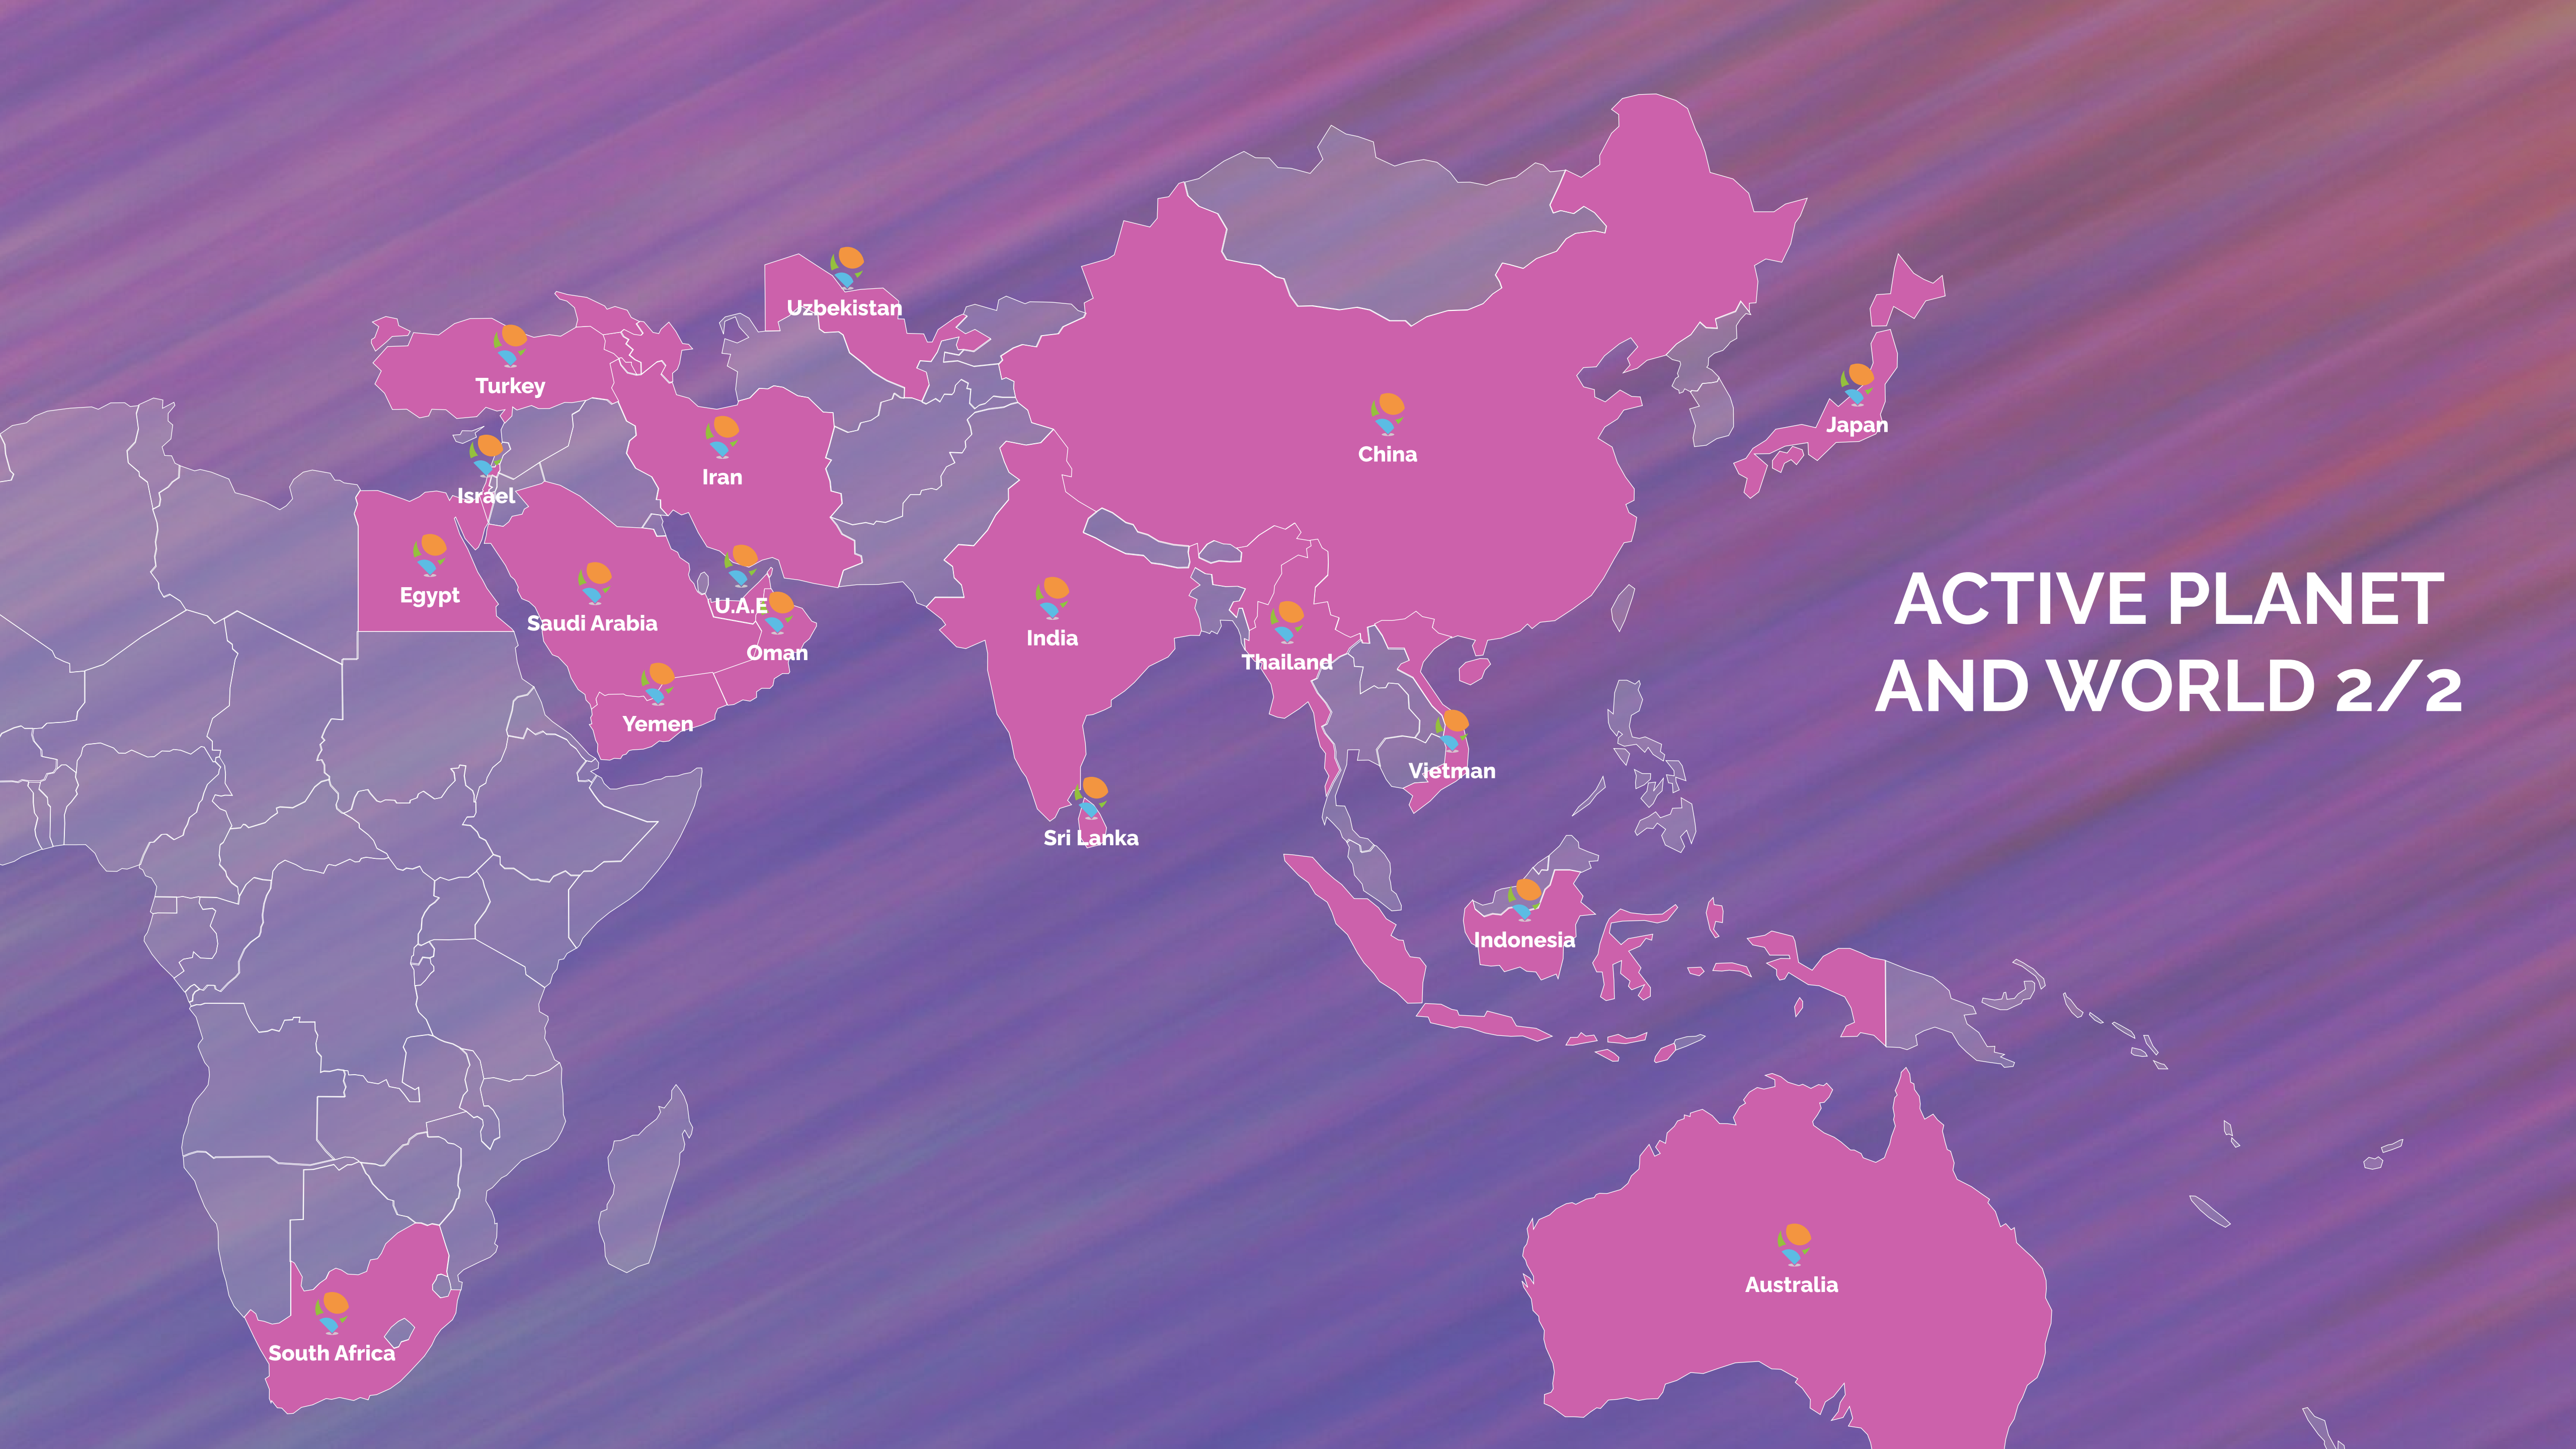 Uzbekistan
Turkey
Japan
China
Iran
Israel
Egypt
U.A.E
Saudi Arabia
India
Oman
Thailand
Yemen
Vietman
Sri Lanka
Indonesia
Australia
South Africa
ACTIVE PLANET
AND WORLD 2/2